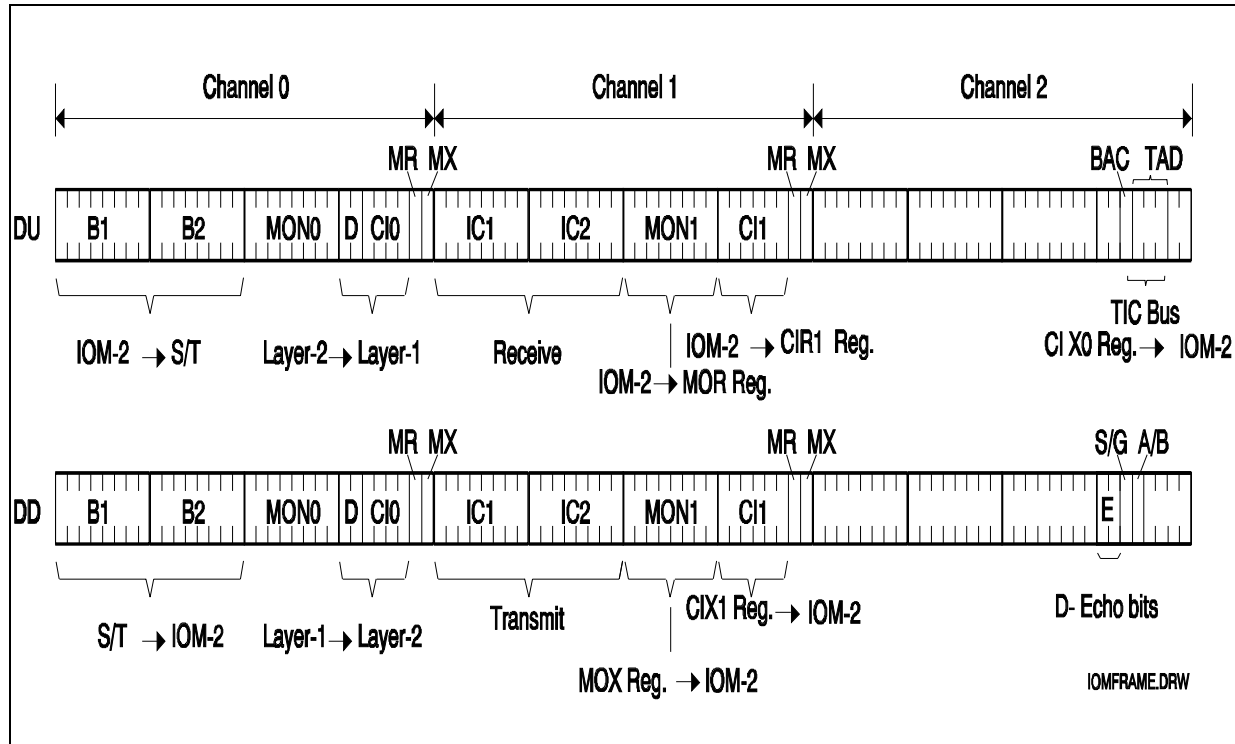 Channel 0 Channel 1 Channel 2
MR MX MR MX BAC TAD
DU B1 B2 MON0 D CI0 IC1 IC2 MON1 CI1
TIC Bus
IOM-2 → S/T Layer-2 → Layer-1 Receive IOM-2 → CIR1 Reg. CI X0 Reg. → IOM-2
IOM-2 → MOR Reg.
MR MX MR MX S/G A/B
DD B1 B2 MON0 D CI0 IC1 IC2 MON1 CI1 E
Transmit CIX1 Reg. → IOM-2 D- Echo bits
S/T → IOM-2 Layer-1 → Layer-2
MOX Reg. → IOM-2 IOMFRAME.DRW